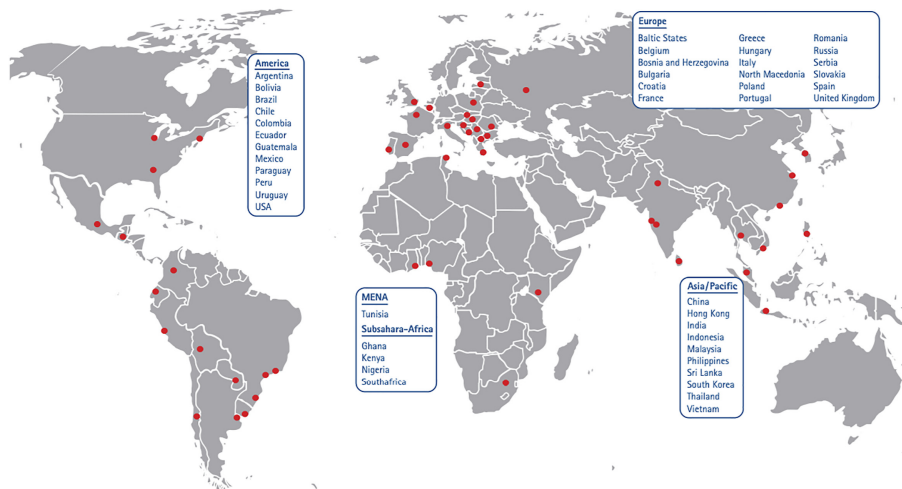 America
Argentina
Bolivia
Brazil
Chile
Colombia
Ecuador
Guatemala
Mexico
Paraguay
Peru
Uruguay
USA
Europe
Baltic States
Belgium
Bosnia and Herzegovina
Bulgaria
Croatia
France
Greece
Hungary
Italy
North Macedonia
Poland
Portugal
Romania
Russia
Serbia
Slovakia
Spain
United Kingdom
MENA
Tunisia
Subsahara-Africa
Ghana
Kenya
Nigeria
Southafrica
Asia/Pacific
China
Hong Kong
India
Indonesia
Malaysia
Philippines
Sri Lanka
South Korea
Thailand
Vietnam